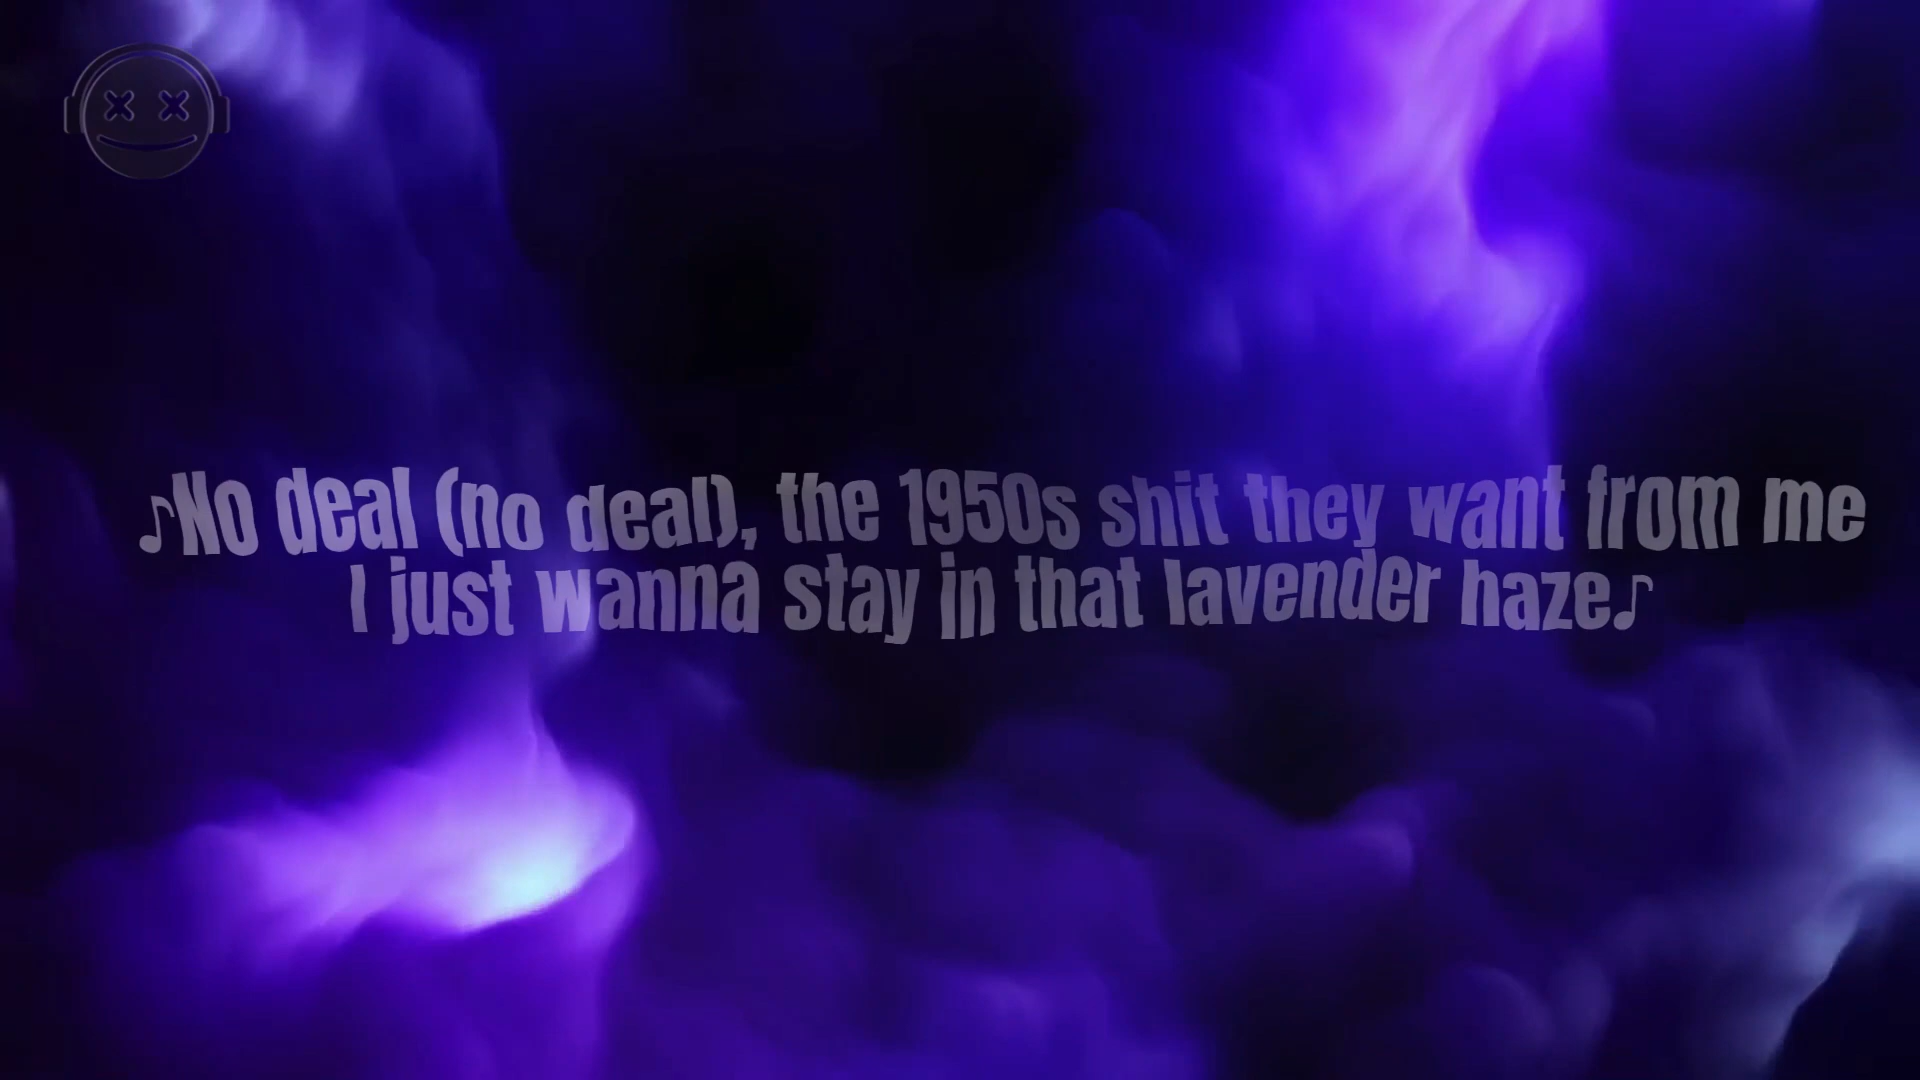 ♪No deal (no deal), the 1950s shit they want from me
I just wanna stay in that lavender haze♪